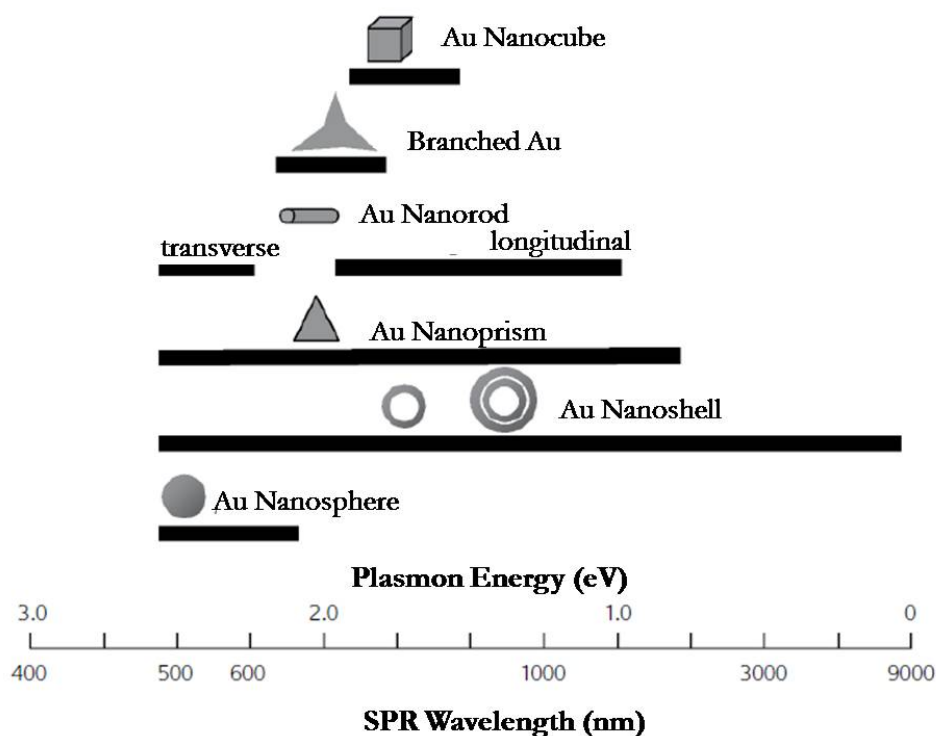 Au Nanocube
Branched Au
Au Nanorod
transverse
longitudinal
Au Nanoprism
Au Nanoshell
Au Nanosphere
Plasmon Energy (eV)
3.0 2.0 1.0 0
400 500 600 1000 3000 9000
SPR Wavelength (nm)